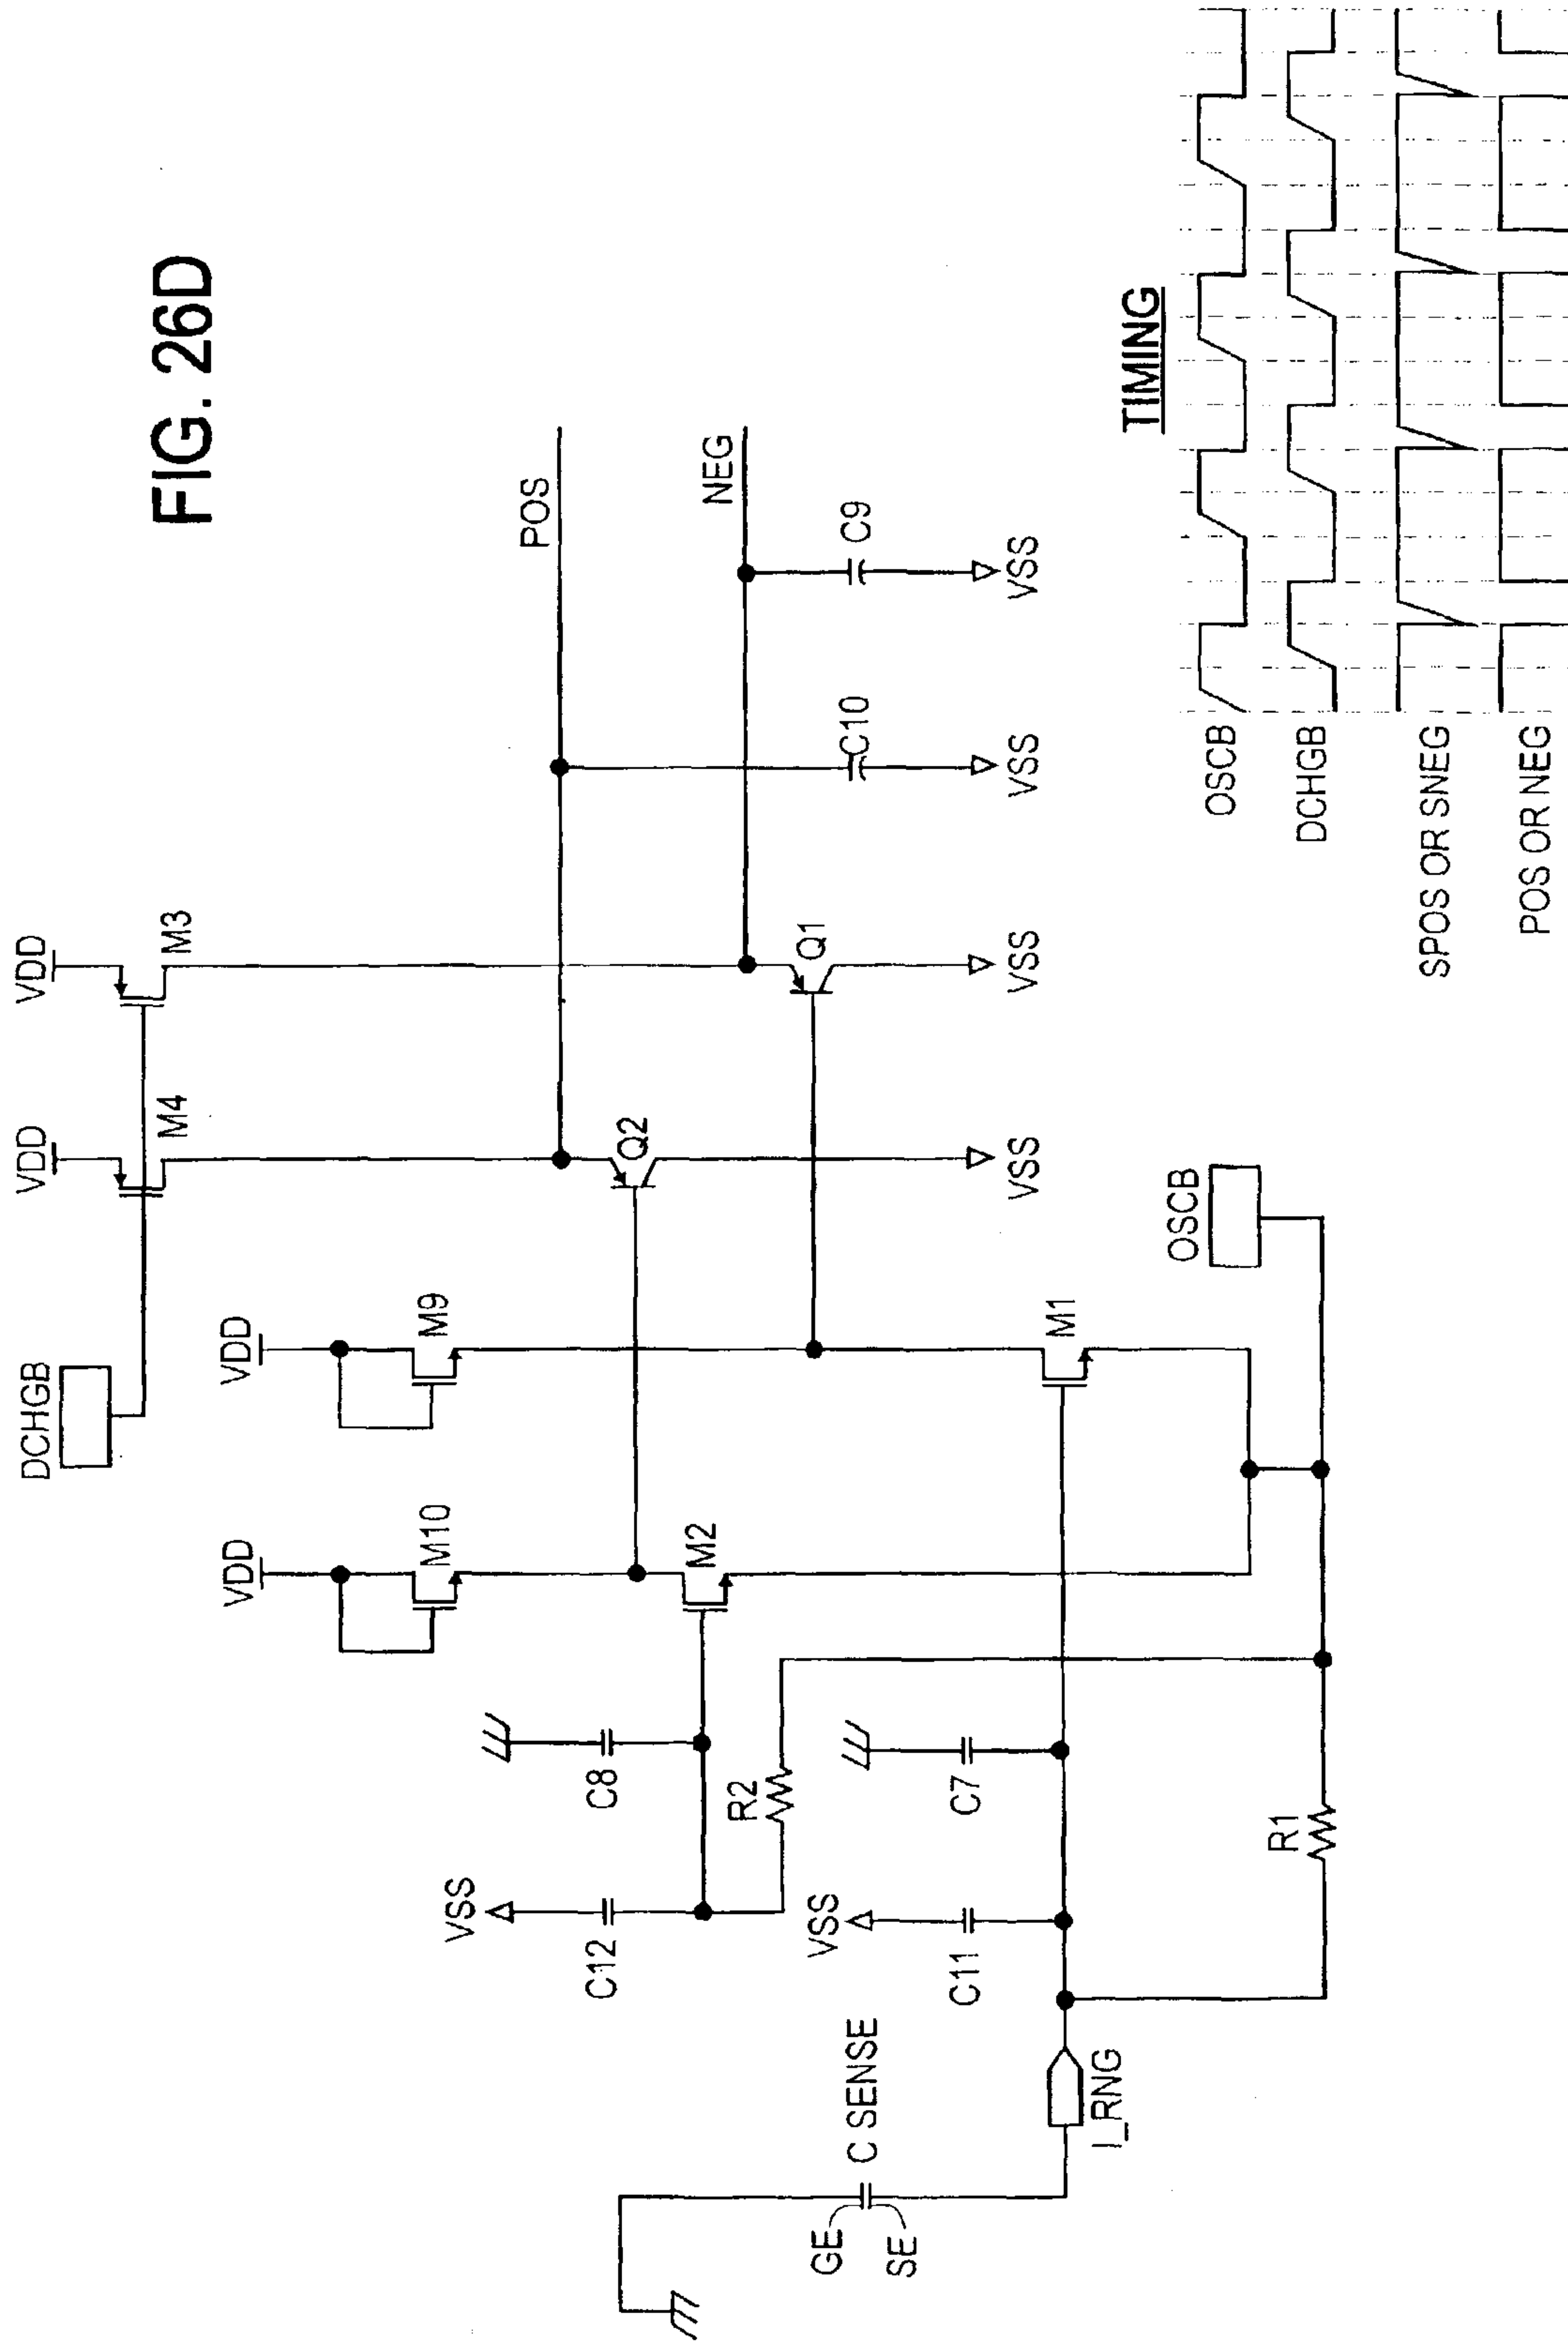 FIG. 26D
DCHGB
VDD
M4
VDD
M3
VDD
M10
VDD
M9
POS
NEG
Q2
Q1
C10
C9
VSS
VSS
VSS
VSS
M2
M1
C8
C12
VSS
R2
C7
C11
VSS
R1
OSCB
C SENSE
GE
SE
I_RNG
TIMING
OSCB
DCHGB
SPOS OR SNEG
POS OR NEG